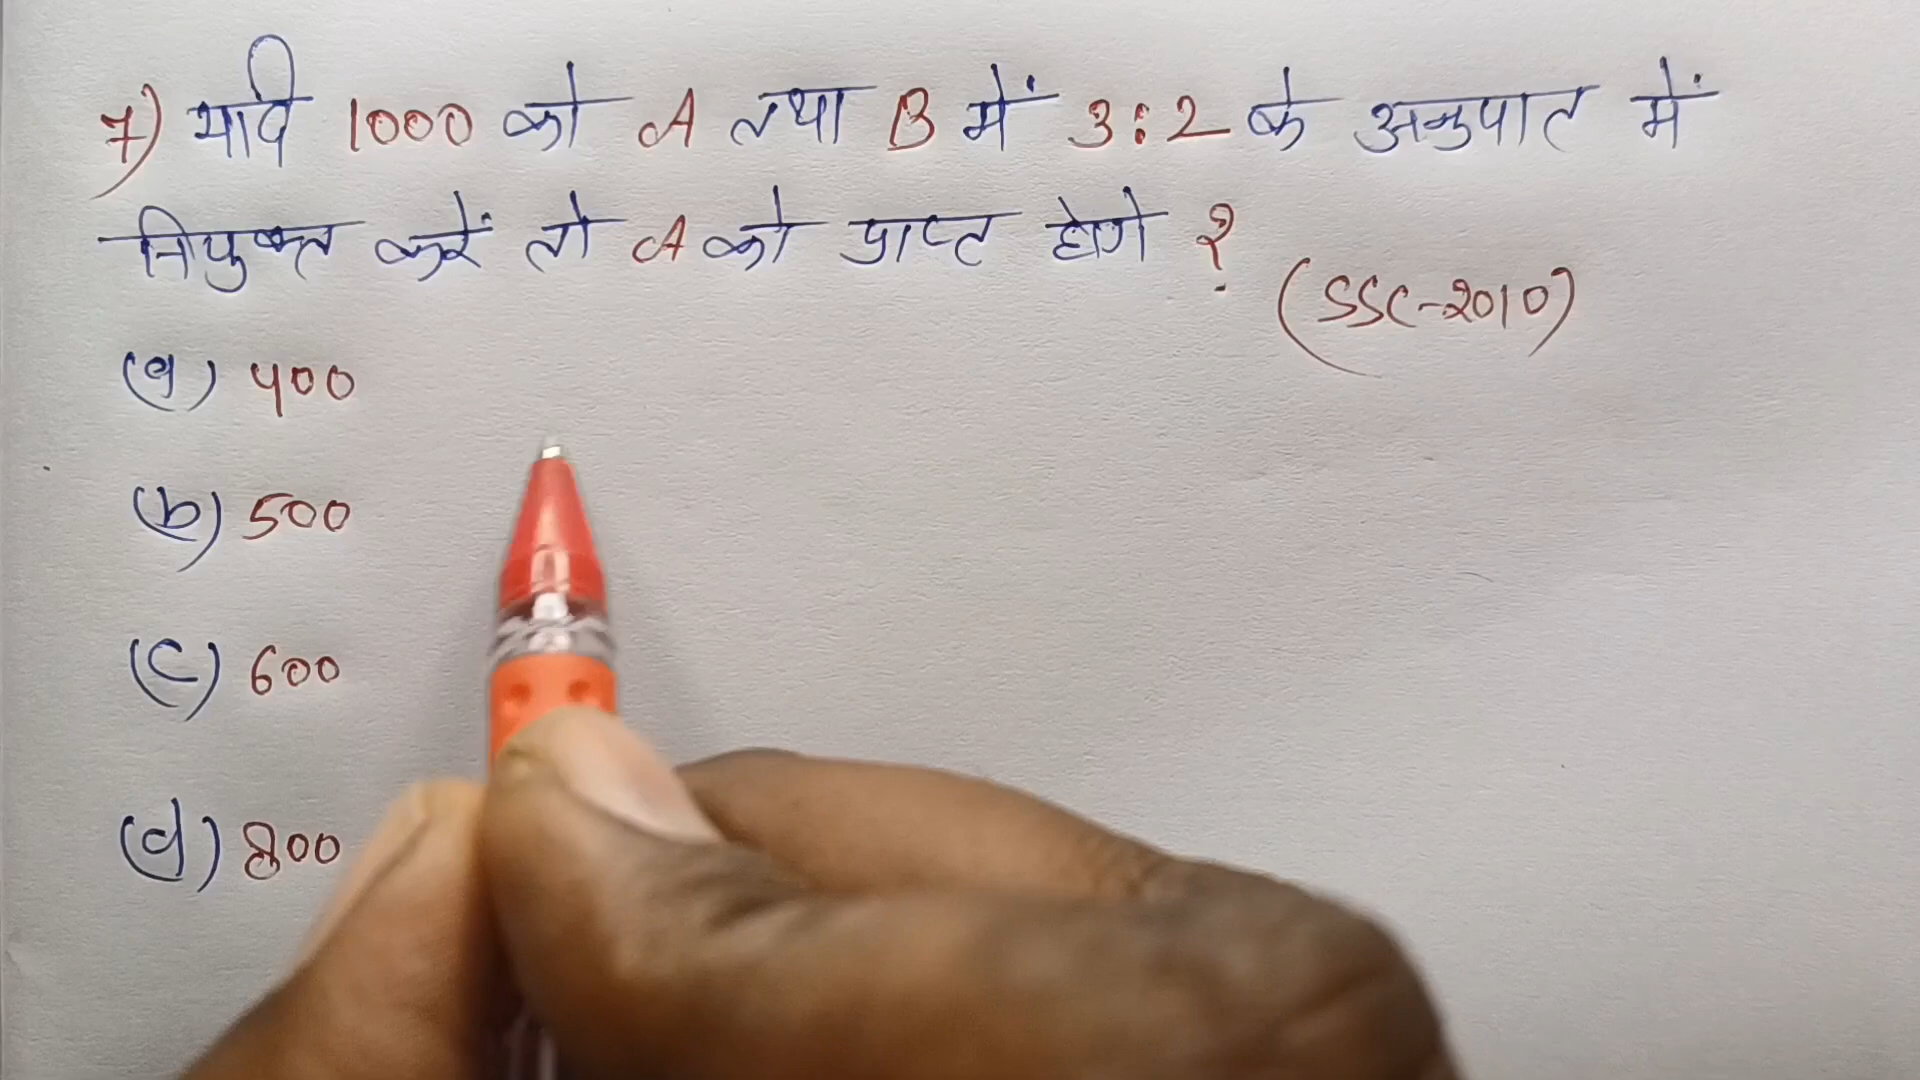 7) यदि 1000 को A तथा B में 3:2 के अनुपात में
नियुक्त करें तो A को प्राप्त होगे ?
(SSC-2010)
(a) 400
(b) 500
(c) 600
(d) 800